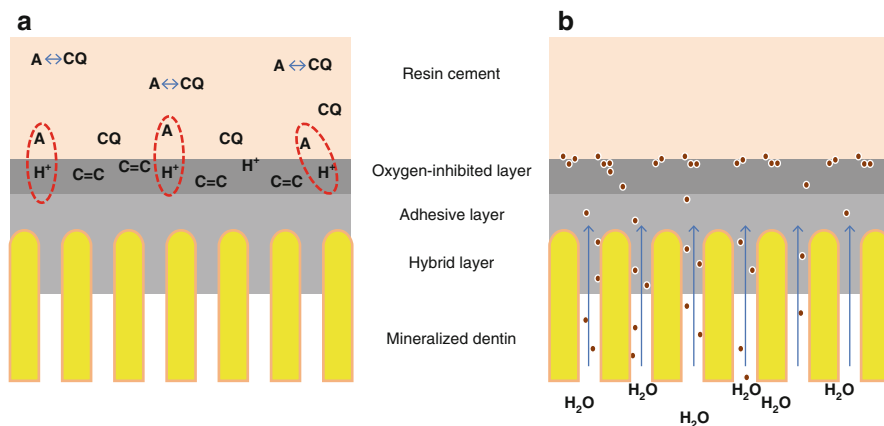 a
A↔CQ
A↔CQ
A↔CQ
CQ
A
CQ
A
CQ
A
H⁺
C=C
C=C
H⁺
C=C
H⁺
C=C
H⁺
Resin cement
Oxygen-inhibited layer
Adhesive layer
Hybrid layer
Mineralized dentin
b
H₂O
H₂O
H₂O
H₂O
H₂O
H₂O